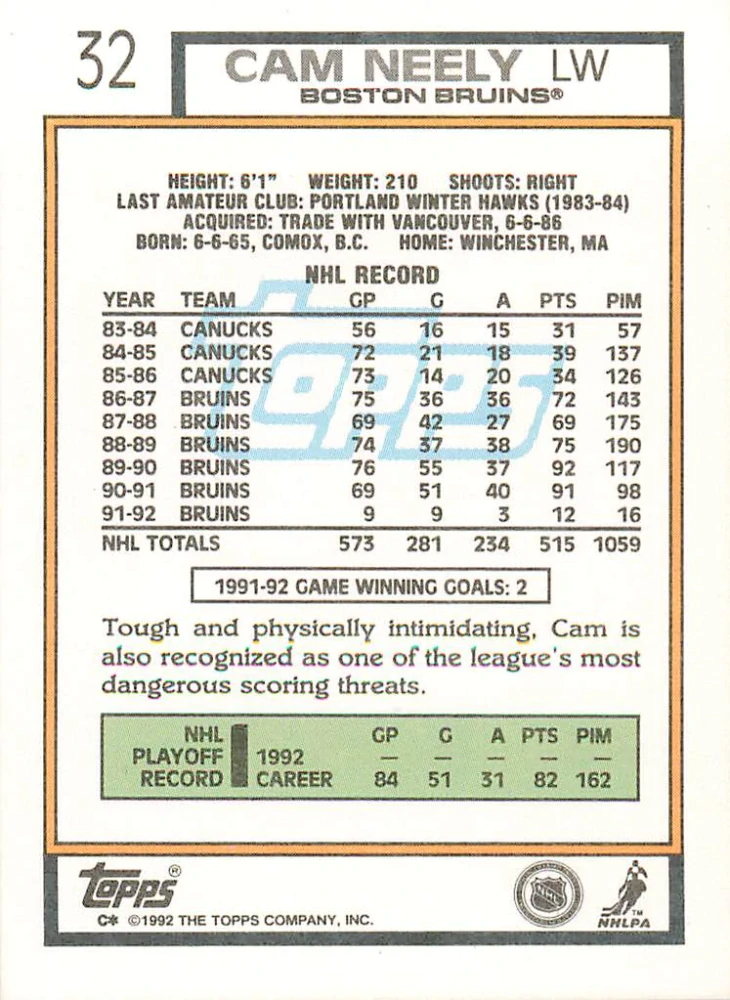 32
CAM NEELY LW
BOSTON BRUINS®
HEIGHT: 6'1" WEIGHT: 210 SHOOTS: RIGHT
LAST AMATEUR CLUB: PORTLAND WINTER HAWKS (1983-84)
ACQUIRED: TRADE WITH VANCOUVER, 6-6-86
BORN: 6-6-65, COMOX, B.C. HOME: WINCHESTER, MA
NHL RECORD
YEAR TEAM GP G A PTS PIM
83-84 CANUCKS 56 16 15 31 57
84-85 CANUCKS 72 21 18 39 137
85-86 CANUCKS 73 14 20 34 126
86-87 BRUINS 75 36 36 72 143
87-88 BRUINS 69 42 27 69 175
88-89 BRUINS 74 37 38 75 190
89-90 BRUINS 76 55 37 92 117
90-91 BRUINS 69 51 40 91 98
91-92 BRUINS 9 9 3 12 16
NHL TOTALS 573 281 234 515 1059
topps
1991-92 GAME WINNING GOALS: 2
Tough and physically intimidating, Cam is
also recognized as one of the league's most
dangerous scoring threats.
NHL GP G A PTS PIM
PLAYOFF 1992 — — — — —
RECORD CAREER 84 51 31 82 162
topps®
C* ©1992 THE TOPPS COMPANY, INC.
NHL
TM
NHLPA